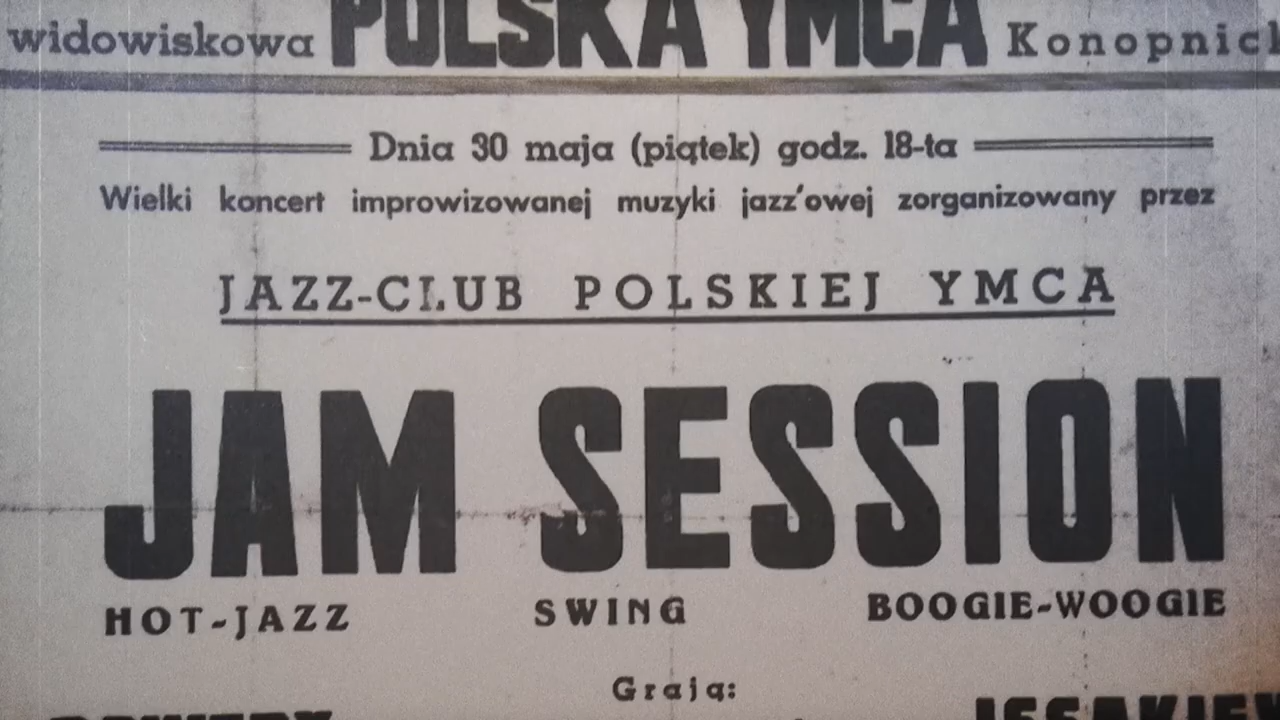 widowiskowa POLSKA YMCA Konopnick
Dnia 30 maja (piątek) godz. 18-ta
Wielki koncert improwizowanej muzyki jazz'owej zorganizowany przez
JAZZ-CLUB POLSKIEJ YMCA
JAM SESSION
HOT-JAZZ SWING BOOGIE-WOOGIE
Grają: